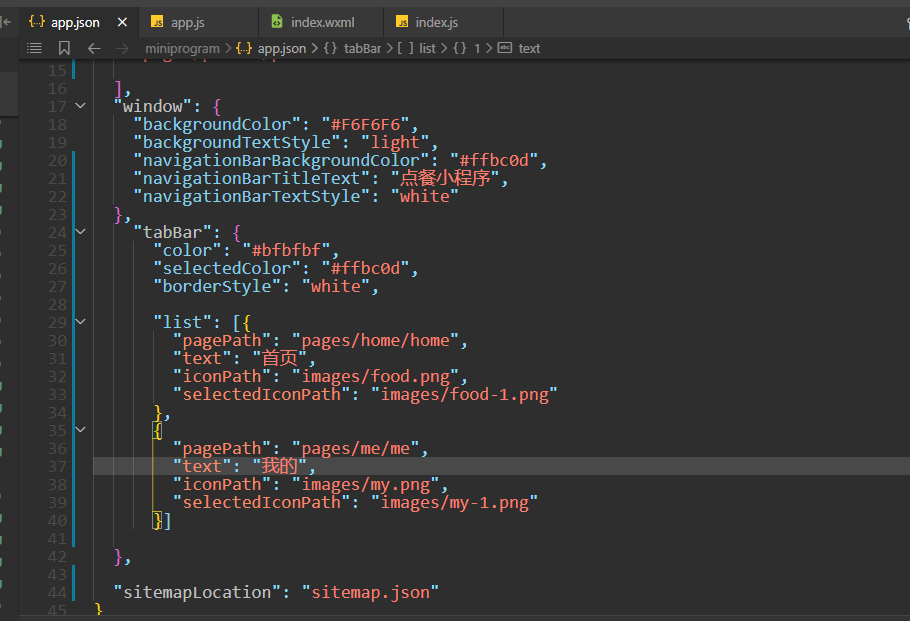 app.json
app.js
index.wxml
index.js
miniprogram > app.json > tabBar > list > 1 > text
15
16 ],
17 "window": {
18 "backgroundColor": "#F6F6F6",
19 "backgroundTextStyle": "light",
20 "navigationBarBackgroundColor": "#ffbc0d",
21 "navigationBarTitleText": "点餐小程序",
22 "navigationBarTextStyle": "white"
23 },
24 "tabBar": {
25 "color": "#bfbfbf",
26 "selectedColor": "#ffbc0d",
27 "borderStyle": "white",
28
29 "list": [{
30 "pagePath": "pages/home/home",
31 "text": "首页",
32 "iconPath": "images/food.png",
33 "selectedIconPath": "images/food-1.png"
34 },
35 {
36 "pagePath": "pages/me/me",
37 "text": "我的",
38 "iconPath": "images/my.png",
39 "selectedIconPath": "images/my-1.png"
40 }]
41
42 },
43
44 "sitemapLocation": "sitemap.json"
45 }